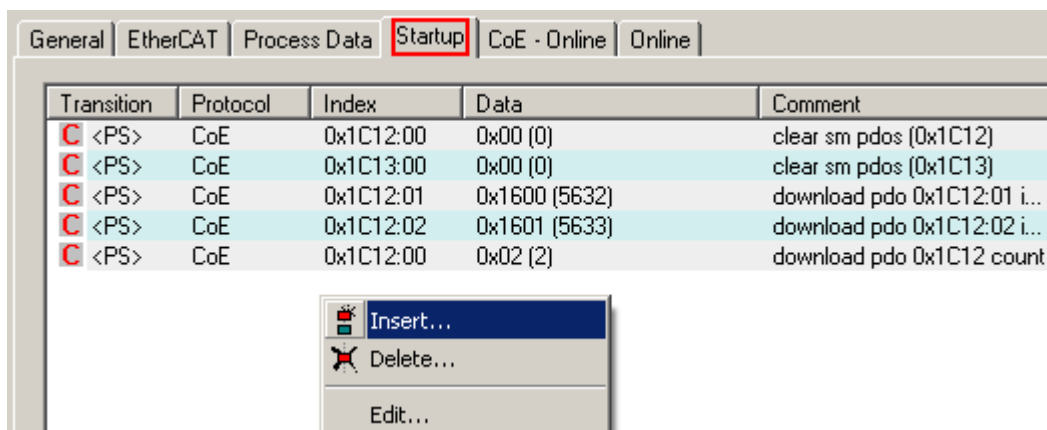 General EtherCAT Process Data Startup CoE - Online Online
Transition Protocol Index Data Comment
C <PS> CoE 0x1C12:00 0x00 (0) clear sm pdos (0x1C12)
C <PS> CoE 0x1C13:00 0x00 (0) clear sm pdos (0x1C13)
C <PS> CoE 0x1C12:01 0x1600 (5632) download pdo 0x1C12:01 i...
C <PS> CoE 0x1C12:02 0x1601 (5633) download pdo 0x1C12:02 i...
C <PS> CoE 0x1C12:00 0x02 (2) download pdo 0x1C12 count
Insert...
Delete...
Edit...